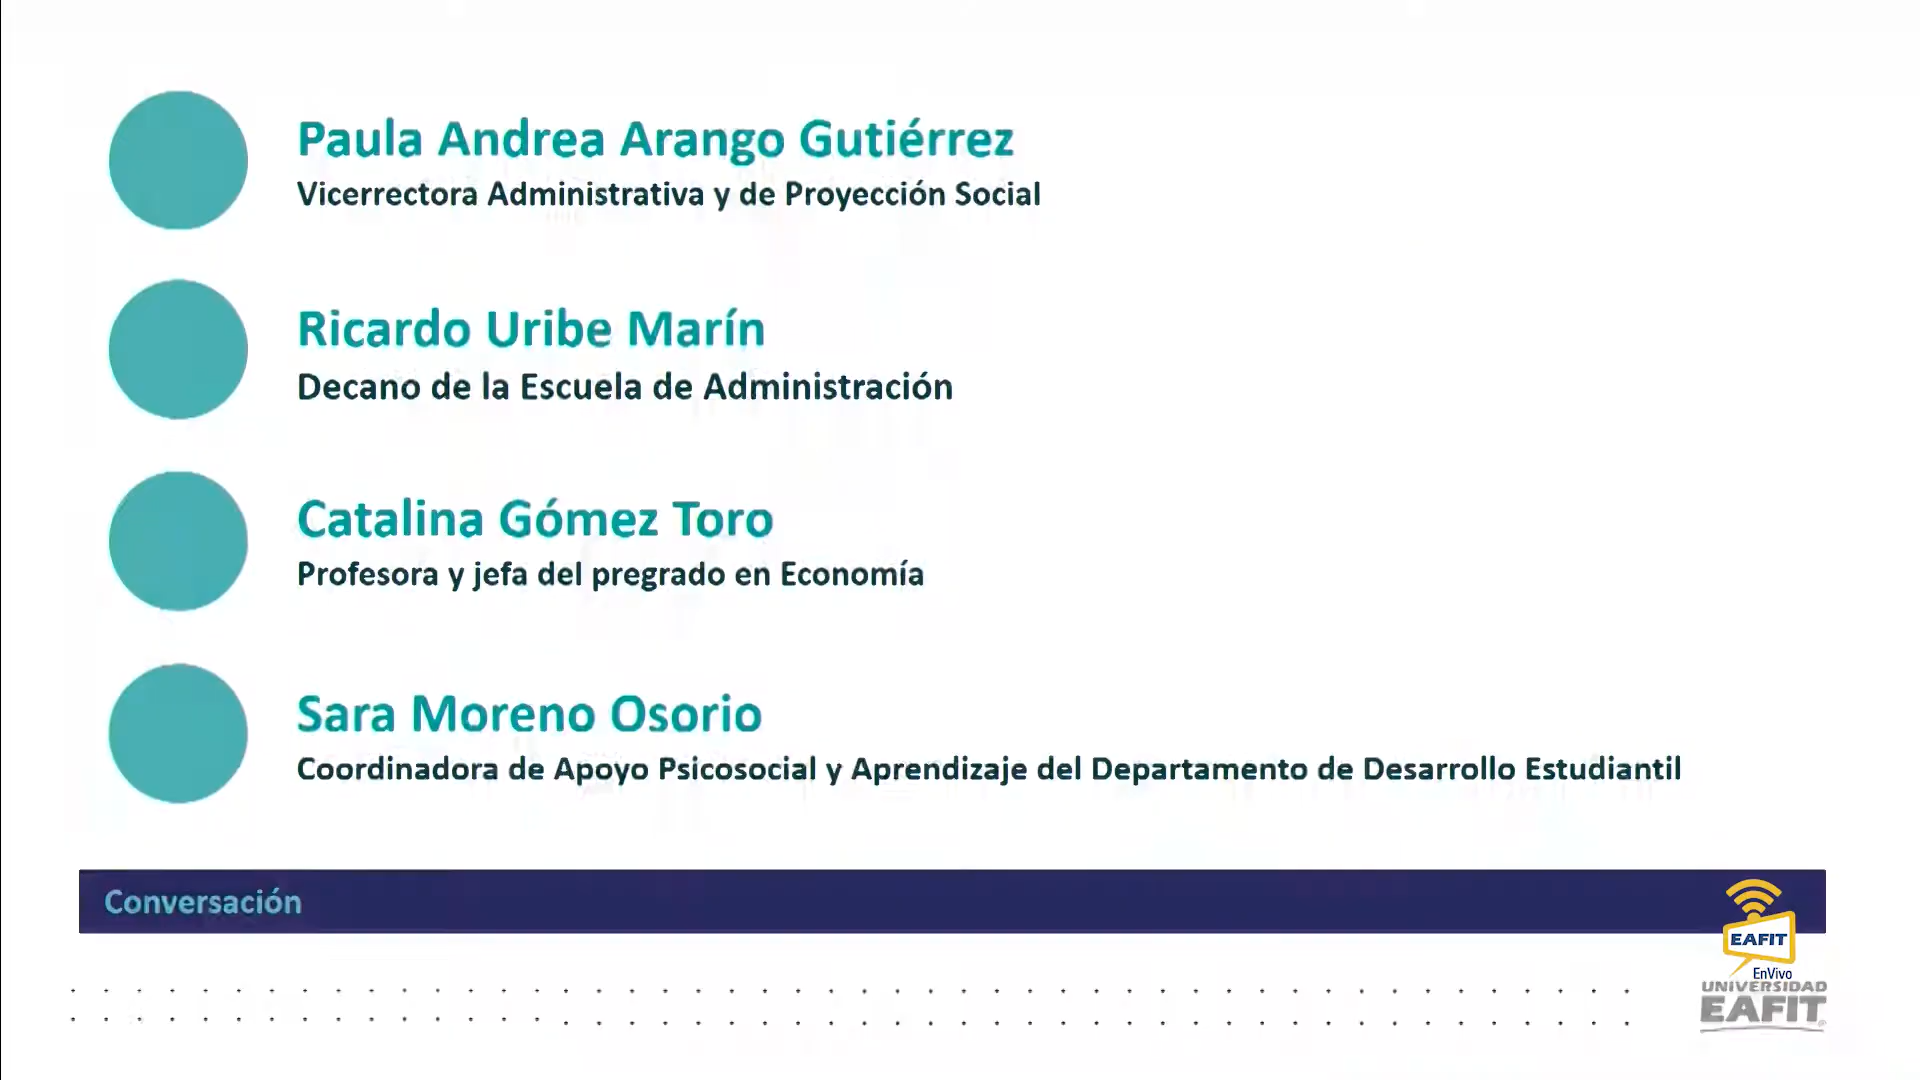 Paula Andrea Arango Gutiérrez
Vicerrectora Administrativa y de Proyección Social
Ricardo Uribe Marín
Decano de la Escuela de Administración
Catalina Gómez Toro
Profesora y jefa del pregrado en Economía
Sara Moreno Osorio
Coordinadora de Apoyo Psicosocial y Aprendizaje del Departamento de Desarrollo Estudiantil
Conversación
EAFIT
EnVivo
UNIVERSIDAD
EAFIT